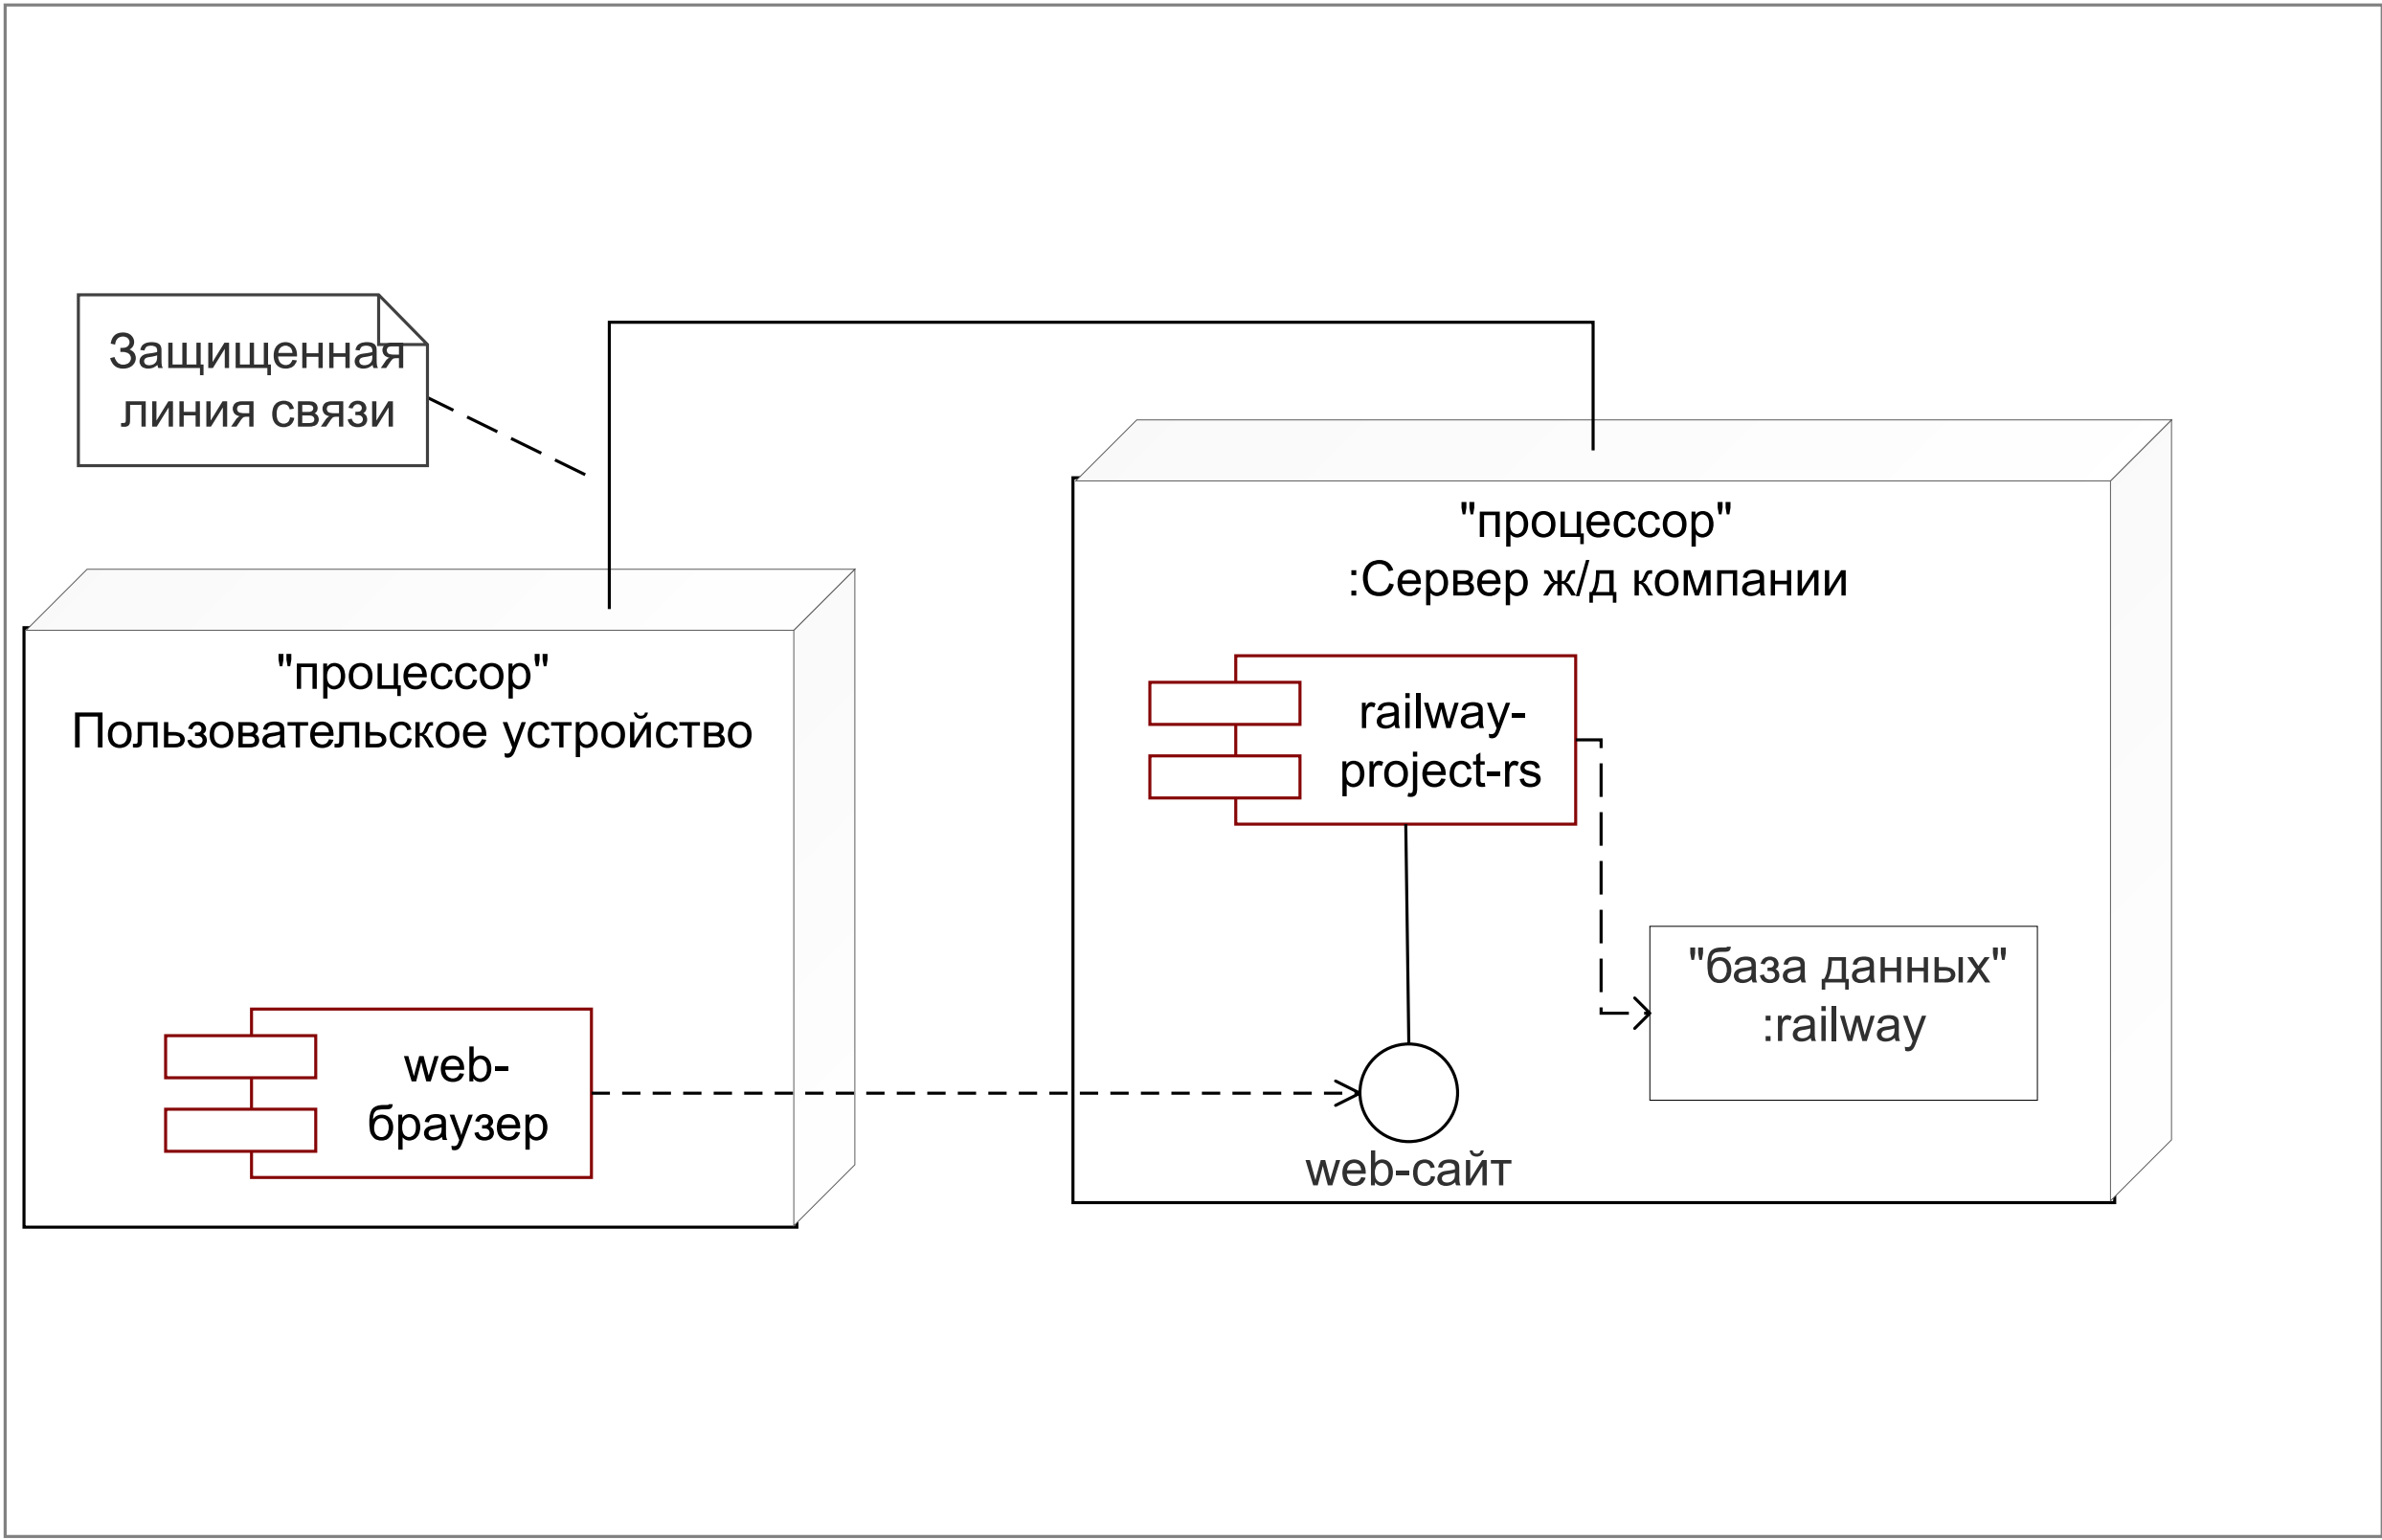 Защищенная
линия связи
"процессор"
:Сервер ж/д компании
"процессор"
Пользовательское устройство
railway-
project-rs
"база данных"
:railway
web-
браузер
web-сайт